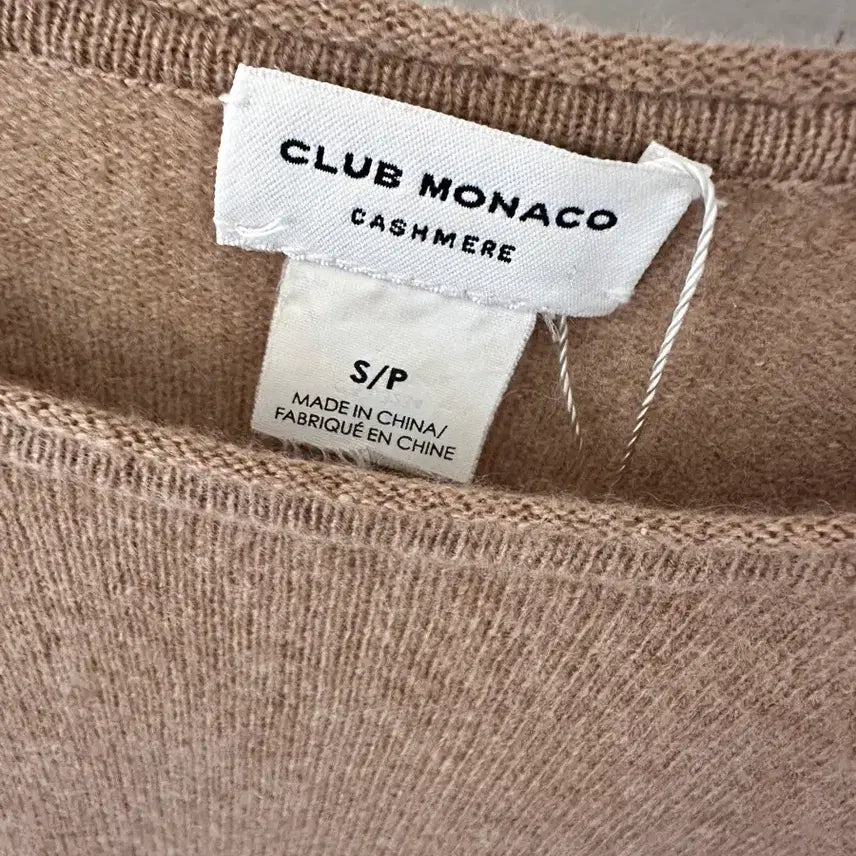 CLUB MONACO
CASHMERE
S/P
MADE IN CHINA/
FABRIQUÉ EN CHINE